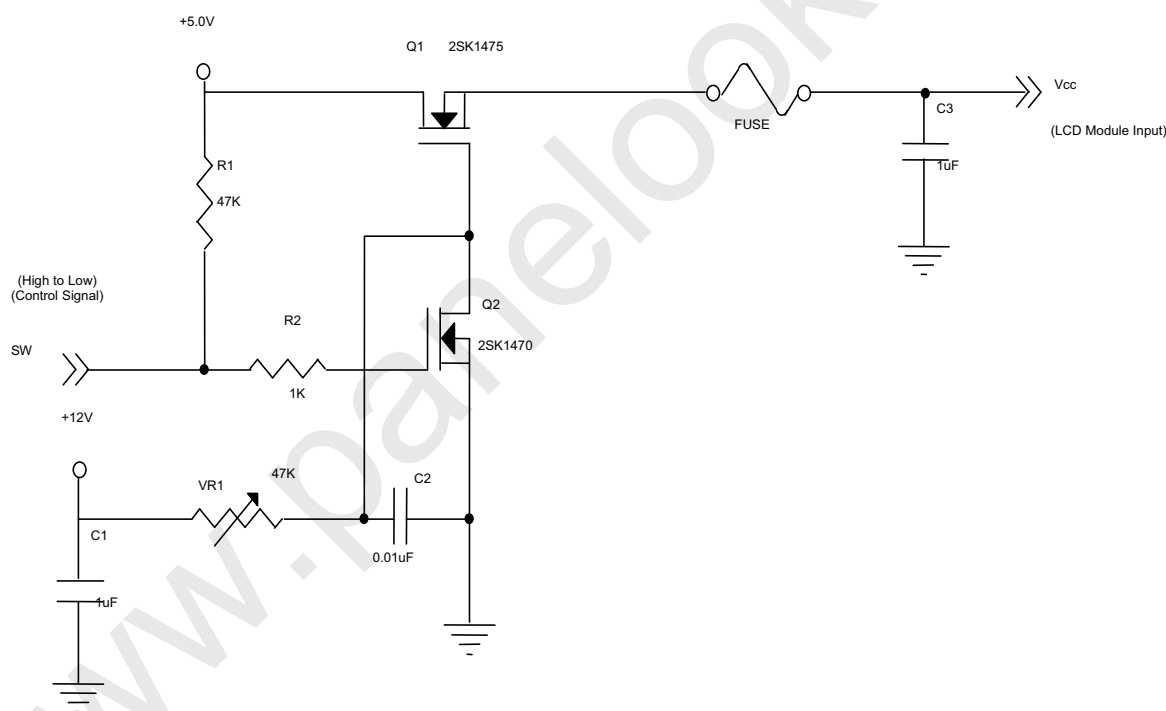 +5.0V
Q1 2SK1475
Vcc
C3
FUSE
(LCD Module Input)
R1
1uF
47K
(High to Low)
(Control Signal)
Q2
R2
2SK1470
SW
1K
+12V
47K
C2
VR1
C1
0.01uF
1uF
www.panelook